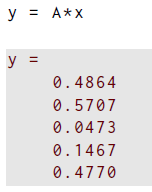 y = A*x
y =
0.4864
0.5707
0.0473
0.1467
0.4770